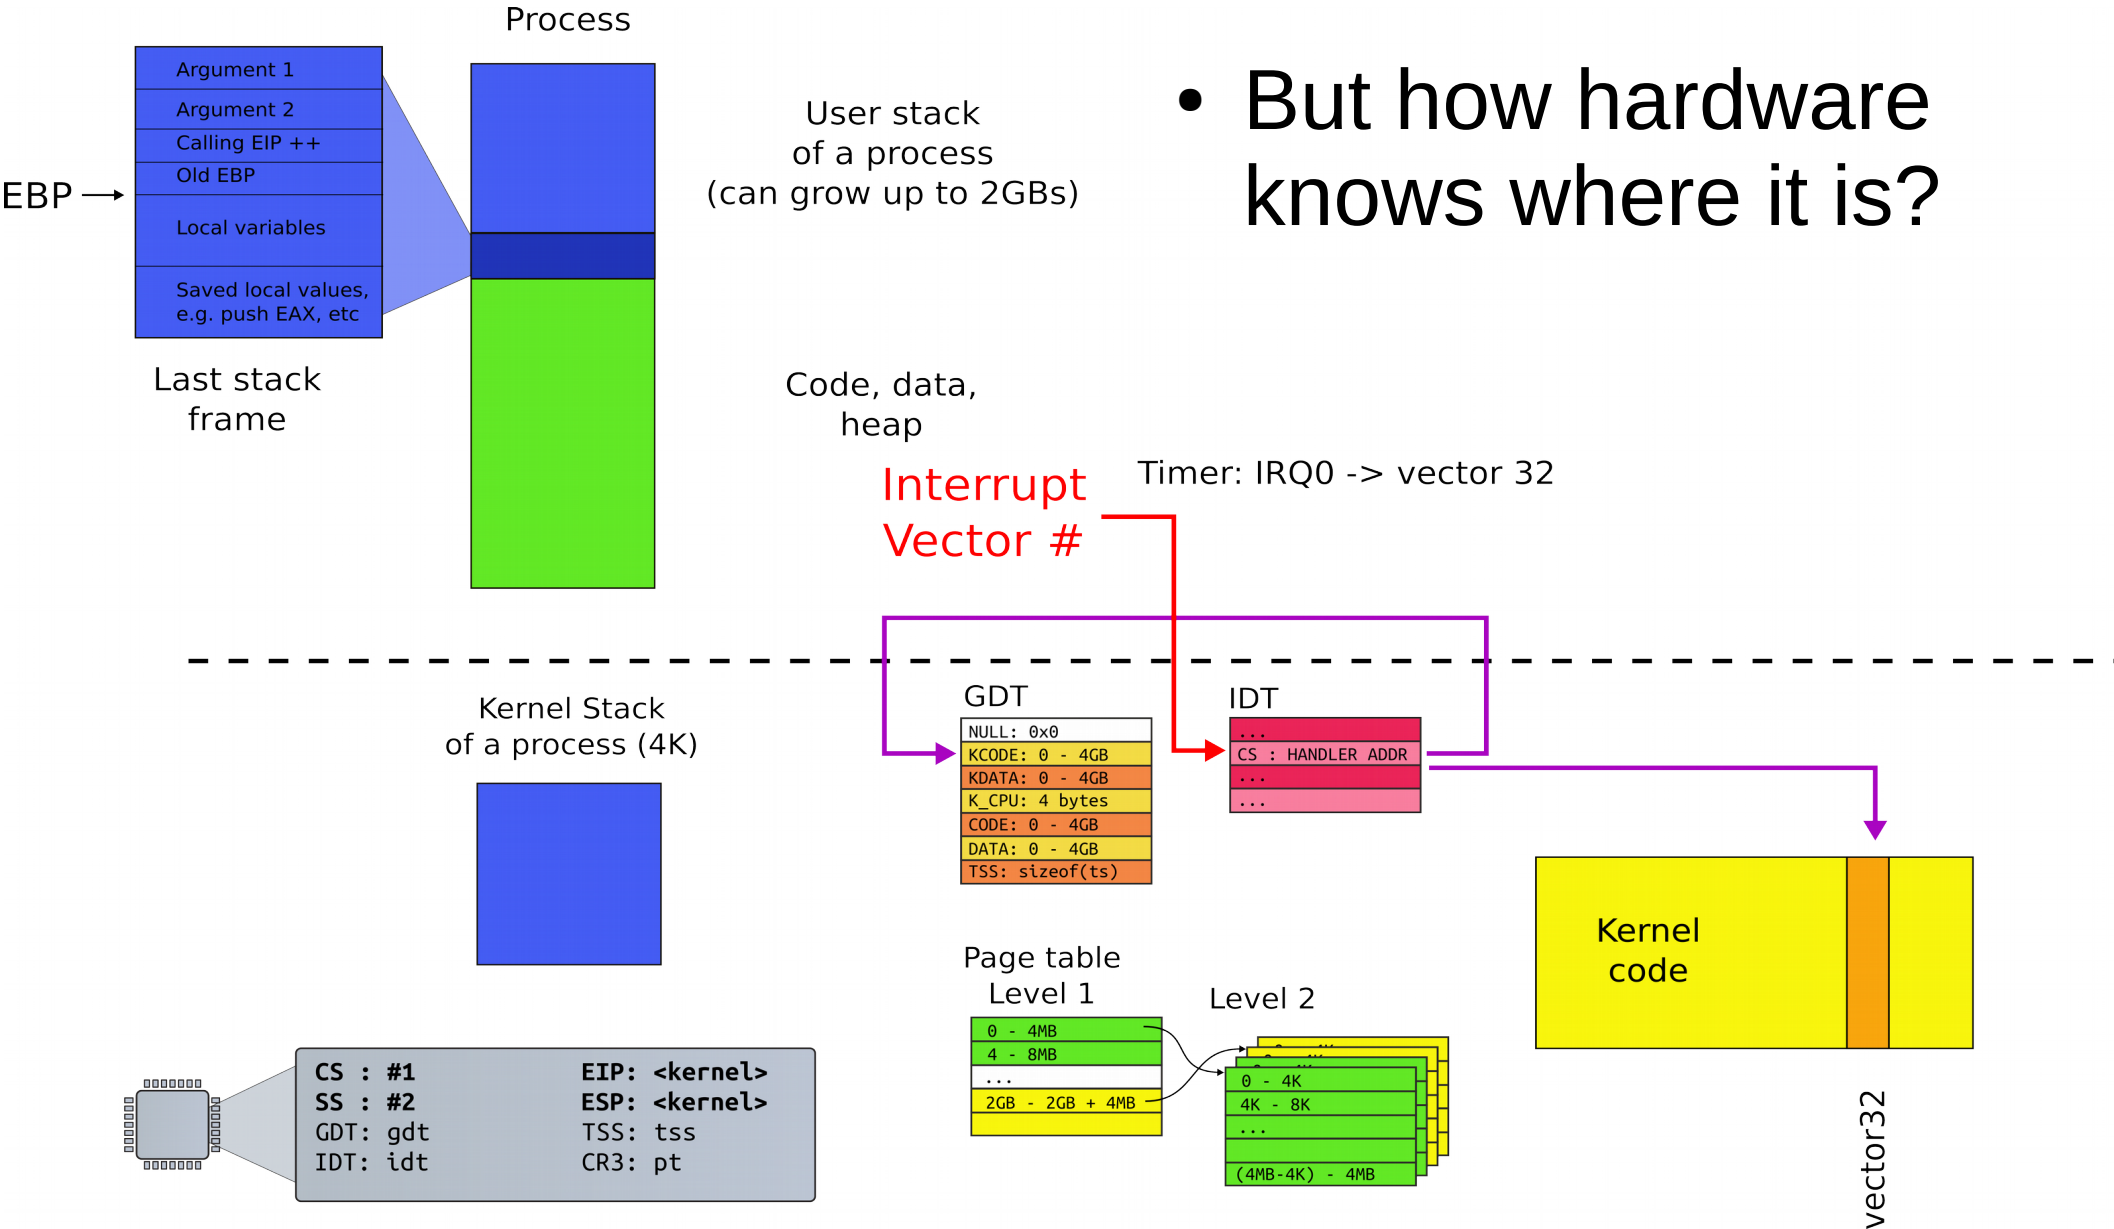 Process
Argument 1
Argument 2
Calling EIP ++
Old EBP
EBP
Local variables
Saved local values,
e.g. push EAX, etc
Last stack
frame
User stack
of a process
(can grow up to 2GBs)
• But how hardware
knows where it is?
Code, data,
heap
Interrupt
Vector #
Timer: IRQ0 -> vector 32
Kernel Stack
of a process (4K)
GDT
NULL: 0x0
KCODE: 0 - 4GB
KDATA: 0 - 4GB
K_CPU: 4 bytes
CODE: 0 - 4GB
DATA: 0 - 4GB
TSS: sizeof(ts)
IDT
...
CS : HANDLER ADDR
...
...
Kernel
code
vector32
Page table
Level 1
0 - 4MB
4 - 8MB
...
2GB - 2GB + 4MB
Level 2
0 - 4K
4K - 8K
...
(4MB-4K) - 4MB
CS : #1 EIP: <kernel>
SS : #2 ESP: <kernel>
GDT: gdt TSS: tss
IDT: idt CR3: pt